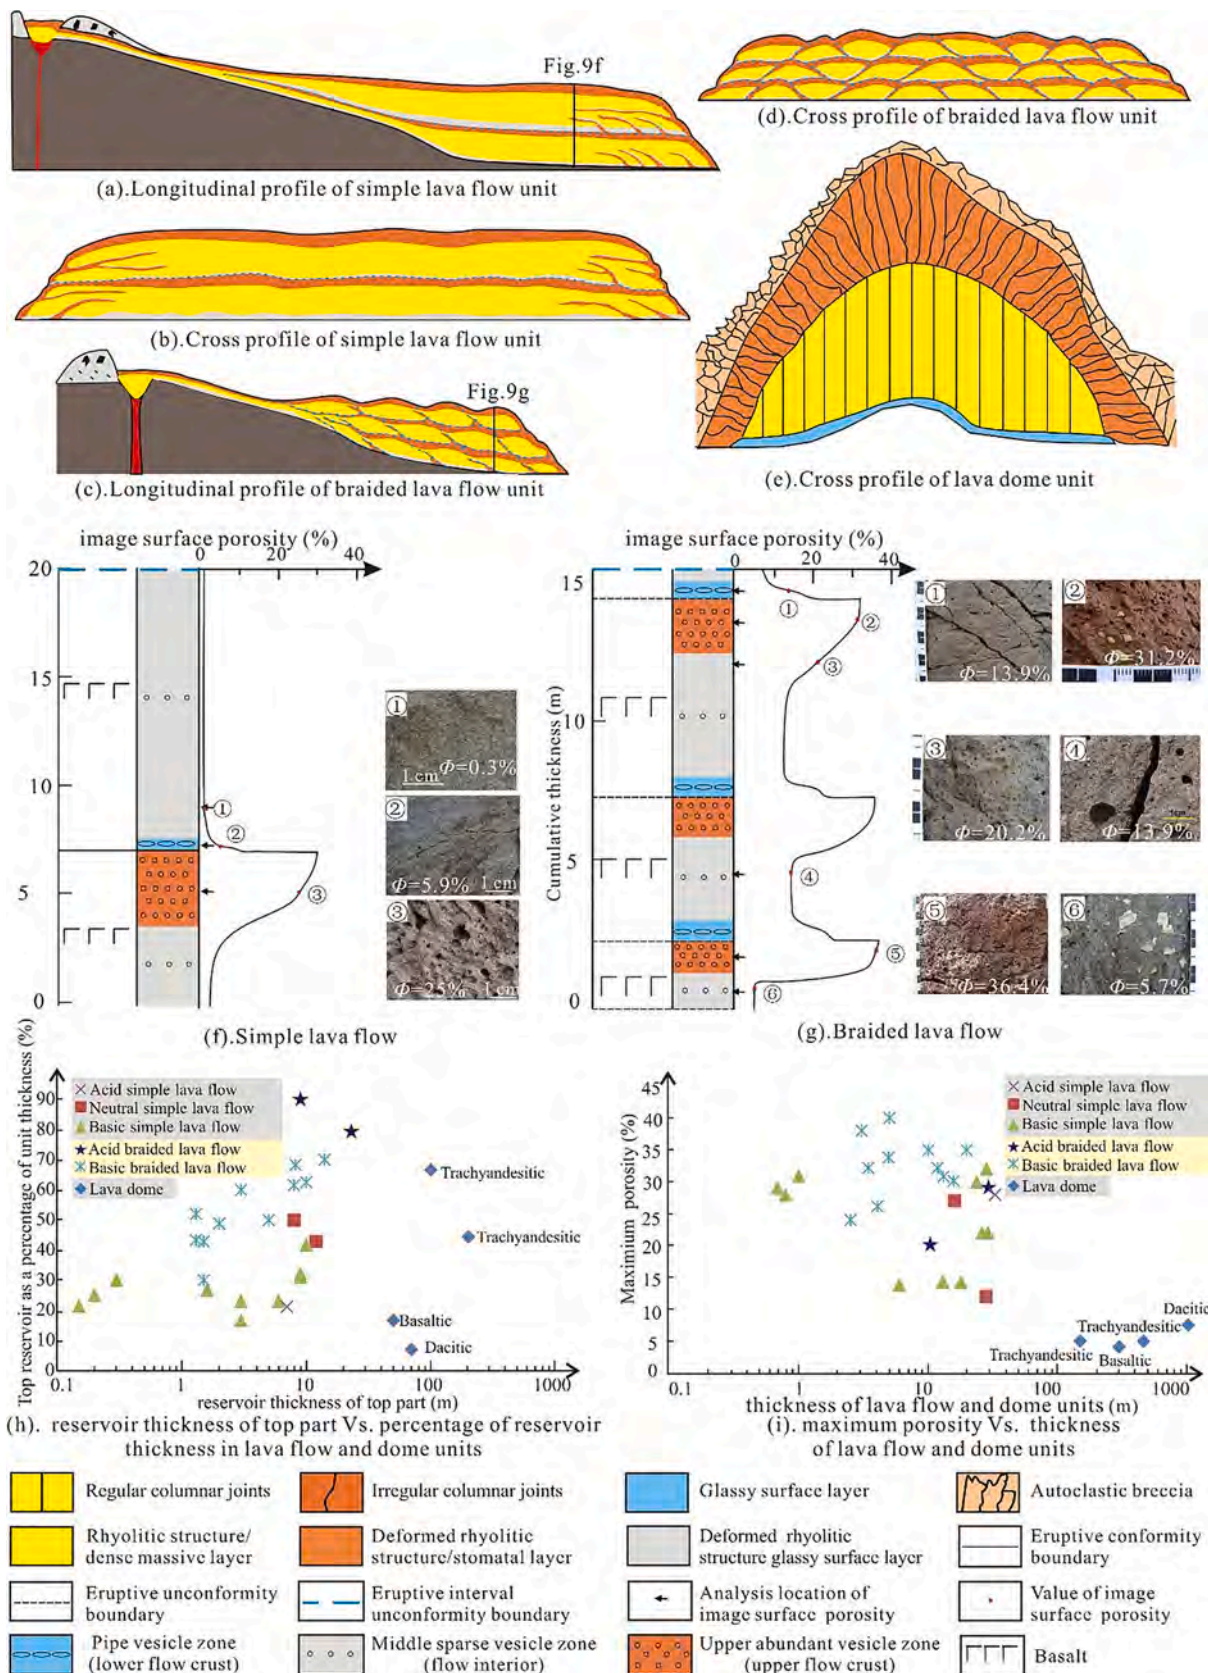 Fig.9f
(a).Longitudinal profile of simple lava flow unit
(d).Cross profile of braided lava flow unit
(b).Cross profile of simple lava flow unit
Fig.9g
(c).Longitudinal profile of braided lava flow unit
(e).Cross profile of lava dome unit
image surface porosity (%)
0 20 40
20
15
10
5
0
①
②
③
①
Φ=0.3%
1 cm
②
Φ=5.9%
1 cm
③
Φ=25%
1 cm
(f).Simple lava flow
image surface porosity (%)
0 20 40
Cumulative thickness (m)
15
10
5
0
①
②
③
④
⑤
⑥
①
Φ=13.9%
②
Φ=31.2%
③
Φ=20.2%
④
Φ=13.9%
⑤
Φ=36.4%
⑥
Φ=5.7%
(g).Braided lava flow
Top reservoir as a percentage of unit thickness (%)
90
80
70
60
50
40
30
20
10
0
Acid simple lava flow
Neutral simple lava flow
Basic simple lava flow
Acid braided lava flow
Basic braided lava flow
Lava dome
Trachyandesitic
Trachyandesitic
Basaltic
Dacitic
0.1 1 10 100 1000
reservoir thickness of top part (m)
(h). reservoir thickness of top part Vs. percentage of reservoir
thickness in lava flow and dome units
Maximium porosity (%)
45
40
35
30
25
20
15
10
5
0
Acid simple lava flow
Neutral simple lava flow
Basic simple lava flow
Acid braided lava flow
Basic braided lava flow
Lava dome
Dacitic
Trachyandesitic
Trachyandesitic
Basaltic
0.1 1 10 100 1000
thickness of lava flow and dome units (m)
(i). maximum porosity Vs. thickness
of lava flow and dome units
Regular columnar joints
Irregular columnar joints
Glassy surface layer
Autoclastic breccia
Rhyolitic structure/
dense massive layer
Deformed rhyolitic
structure/stomatal layer
Deformed rhyolitic
structure glassy surface layer
Eruptive conformity
boundary
Eruptive unconformity
boundary
Eruptive interval
unconformity boundary
Analysis location of
image surface porosity
Value of image
surface porosity
Pipe vesicle zone
(lower flow crust)
Middle sparse vesicle zone
(flow interior)
Upper abundant vesicle zone
(upper flow crust)
Basalt